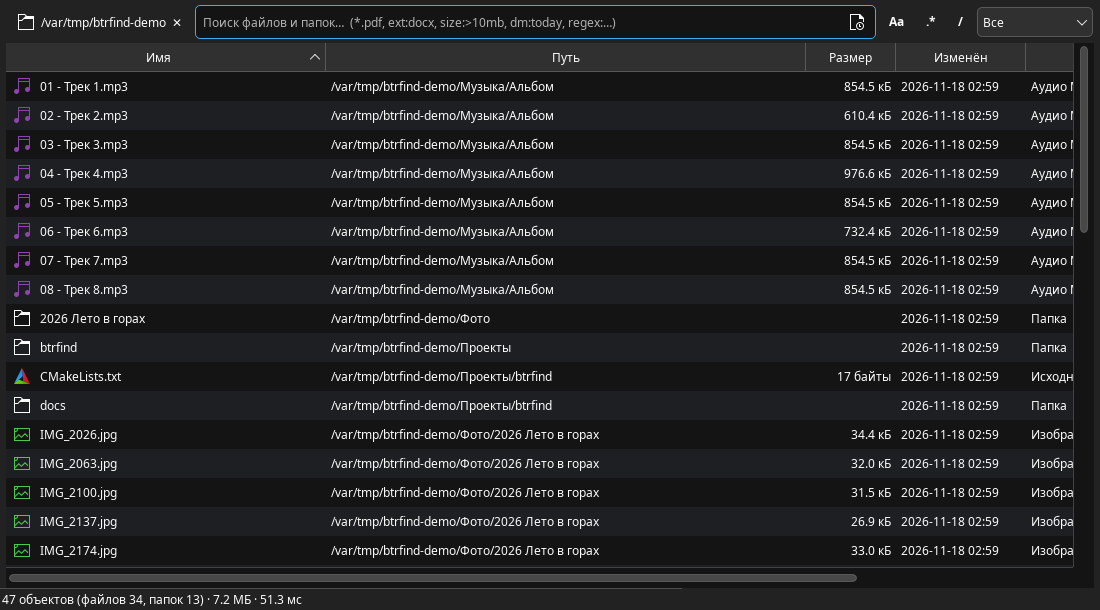 /var/tmp/btrfind-demo × Поиск файлов и папок... (*.pdf, ext:docx, size:>10mb, dm:today, regex:...) Aa .* / Все
Имя Путь Размер Изменён
01 - Трек 1.mp3 /var/tmp/btrfind-demo/Музыка/Альбом 854.5 кБ 2026-11-18 02:59 Аудио
02 - Трек 2.mp3 /var/tmp/btrfind-demo/Музыка/Альбом 610.4 кБ 2026-11-18 02:59 Аудио
03 - Трек 3.mp3 /var/tmp/btrfind-demo/Музыка/Альбом 854.5 кБ 2026-11-18 02:59 Аудио
04 - Трек 4.mp3 /var/tmp/btrfind-demo/Музыка/Альбом 976.6 кБ 2026-11-18 02:59 Аудио
05 - Трек 5.mp3 /var/tmp/btrfind-demo/Музыка/Альбом 854.5 кБ 2026-11-18 02:59 Аудио
06 - Трек 6.mp3 /var/tmp/btrfind-demo/Музыка/Альбом 732.4 кБ 2026-11-18 02:59 Аудио
07 - Трек 7.mp3 /var/tmp/btrfind-demo/Музыка/Альбом 854.5 кБ 2026-11-18 02:59 Аудио
08 - Трек 8.mp3 /var/tmp/btrfind-demo/Музыка/Альбом 854.5 кБ 2026-11-18 02:59 Аудио
2026 Лето в горах /var/tmp/btrfind-demo/Фото 2026-11-18 02:59 Папка
btrfind /var/tmp/btrfind-demo/Проекты 2026-11-18 02:59 Папка
CMakeLists.txt /var/tmp/btrfind-demo/Проекты/btrfind 17 байты 2026-11-18 02:59 Исходн
docs /var/tmp/btrfind-demo/Проекты/btrfind 2026-11-18 02:59 Папка
IMG_2026.jpg /var/tmp/btrfind-demo/Фото/2026 Лето в горах 34.4 кБ 2026-11-18 02:59 Изобра
IMG_2063.jpg /var/tmp/btrfind-demo/Фото/2026 Лето в горах 32.0 кБ 2026-11-18 02:59 Изобра
IMG_2100.jpg /var/tmp/btrfind-demo/Фото/2026 Лето в горах 31.5 кБ 2026-11-18 02:59 Изобра
IMG_2137.jpg /var/tmp/btrfind-demo/Фото/2026 Лето в горах 26.9 кБ 2026-11-18 02:59 Изобра
IMG_2174.jpg /var/tmp/btrfind-demo/Фото/2026 Лето в горах 33.0 кБ 2026-11-18 02:59 Изобра
47 объектов (файлов 34, папок 13) · 7.2 МБ · 51.3 мс